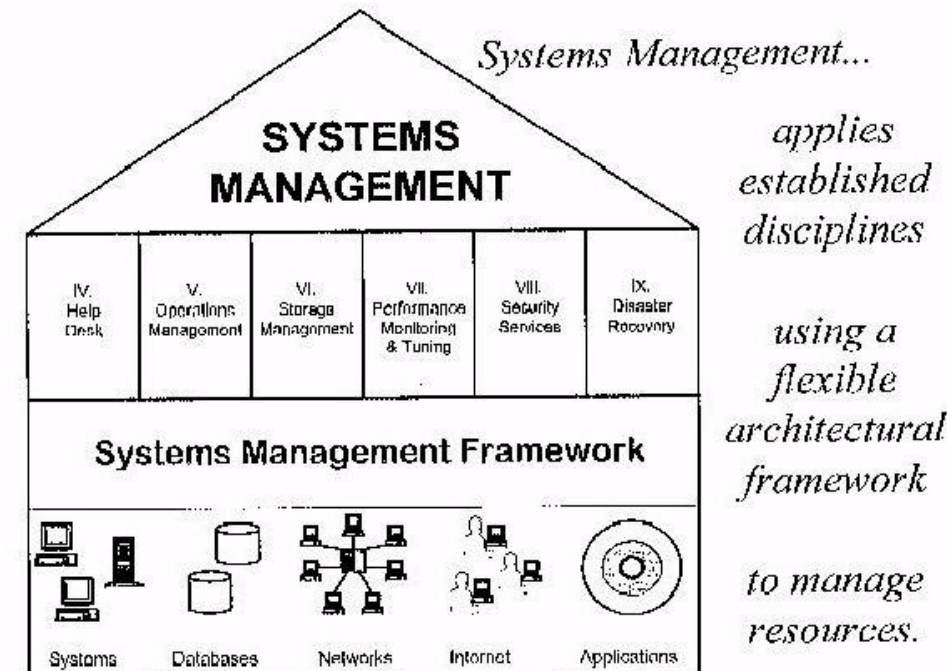 Systems Management...
SYSTEMS
MANAGEMENT
applies
established
disciplines
IV.
Help
Desk
V.
Operations
Management
VI.
Storage
Management
VII.
Performance
Monitoring
& Tuning
VIII.
Security
Services
IX.
Disaster
Recovery
using a
flexible
architectural
framework
Systems Management Framework
Systems
Databases
Networks
Internet
Applications
to manage
resources.